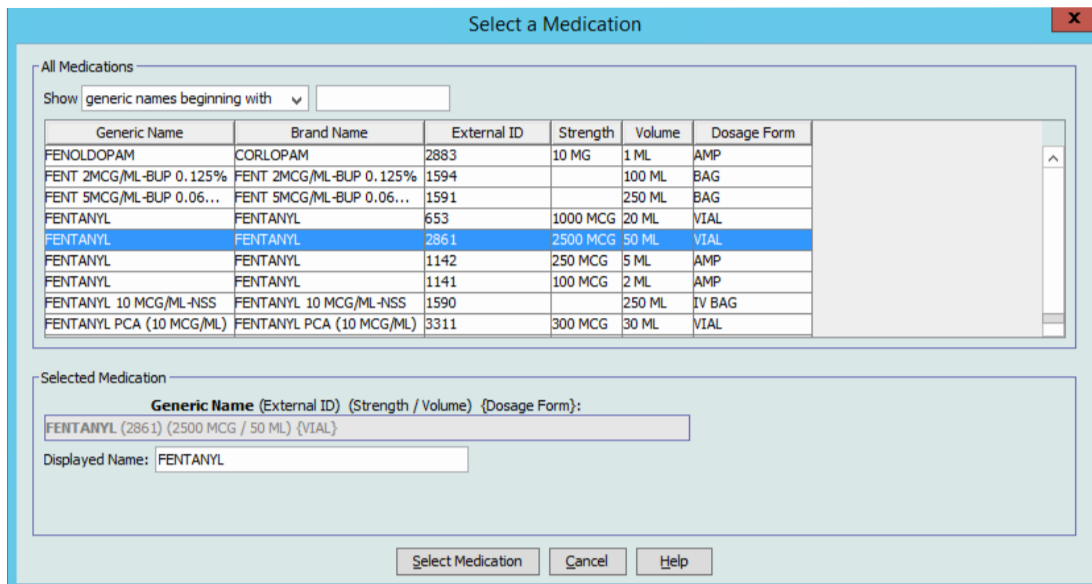 Select a Medication
x
All Medications
Show generic names beginning with
Generic Name Brand Name External ID Strength Volume Dosage Form
FENOLDOPAM CORLOPAM 2883 10 MG 1 ML AMP
FENT 2MCG/ML-BUP 0.125% FENT 2MCG/ML-BUP 0.125% 1594 100 ML BAG
FENT 5MCG/ML-BUP 0.06... FENT 5MCG/ML-BUP 0.06... 1591 250 ML BAG
FENTANYL FENTANYL 653 1000 MCG 20 ML VIAL
FENTANYL FENTANYL 2861 2500 MCG 50 ML VIAL
FENTANYL FENTANYL 1142 250 MCG 5 ML AMP
FENTANYL FENTANYL 1141 100 MCG 2 ML AMP
FENTANYL 10 MCG/ML-NSS FENTANYL 10 MCG/ML-NSS 1590 250 ML IV BAG
FENTANYL PCA (10 MCG/ML) FENTANYL PCA (10 MCG/ML) 3311 300 MCG 30 ML VIAL
Selected Medication
Generic Name (External ID) (Strength / Volume) {Dosage Form}:
FENTANYL (2861) (2500 MCG / 50 ML) {VIAL}
Displayed Name: FENTANYL
Select Medication Cancel Help